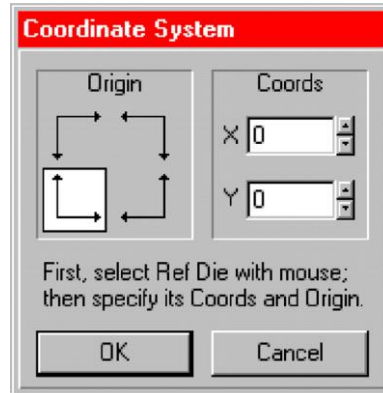 Coordinate System
Origin
Coords
X 0
Y 0
First, select Ref Die with mouse;
then specify its Coords and Origin.
OK
Cancel